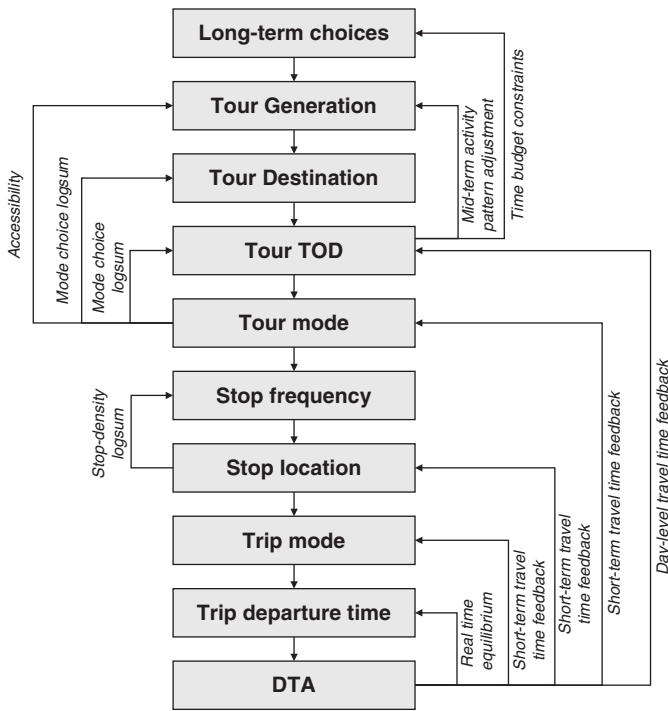 Long-term choices
Tour Generation
Tour Destination
Tour TOD
Tour mode
Stop frequency
Stop location
Trip mode
Trip departure time
DTA
Accessibility
Mode choice logsum
Mode choice
logsum
Stop-density
logsum
Mid-term activity
pattern adjustment
Time budget constraints
Real time
equilibrium
Short-term travel
time feedback
Short-term travel
time feedback
Short-term travel time feedback
Day-level travel time feedback